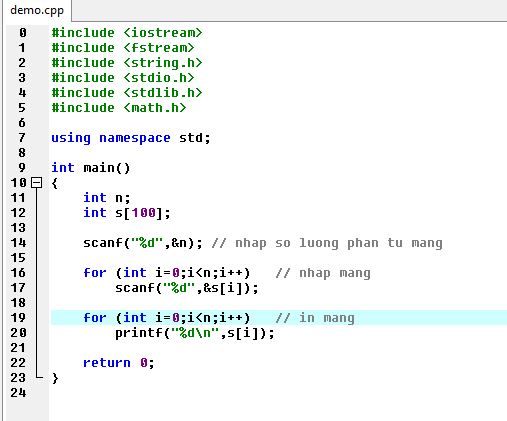 demo.cpp
0 #include <iostream>
1 #include <fstream>
2 #include <string.h>
3 #include <stdio.h>
4 #include <stdlib.h>
5 #include <math.h>
6
7 using namespace std;
8
9 int main()
10 {
11     int n;
12     int s[100];
13
14     scanf("%d",&n); // nhap so luong phan tu mang
15
16     for (int i=0;i<n;i++)   // nhap mang
17         scanf("%d",&s[i]);
18
19     for (int i=0;i<n;i++)   // in mang
20         printf("%d\n",s[i]);
21
22     return 0;
23 }
24